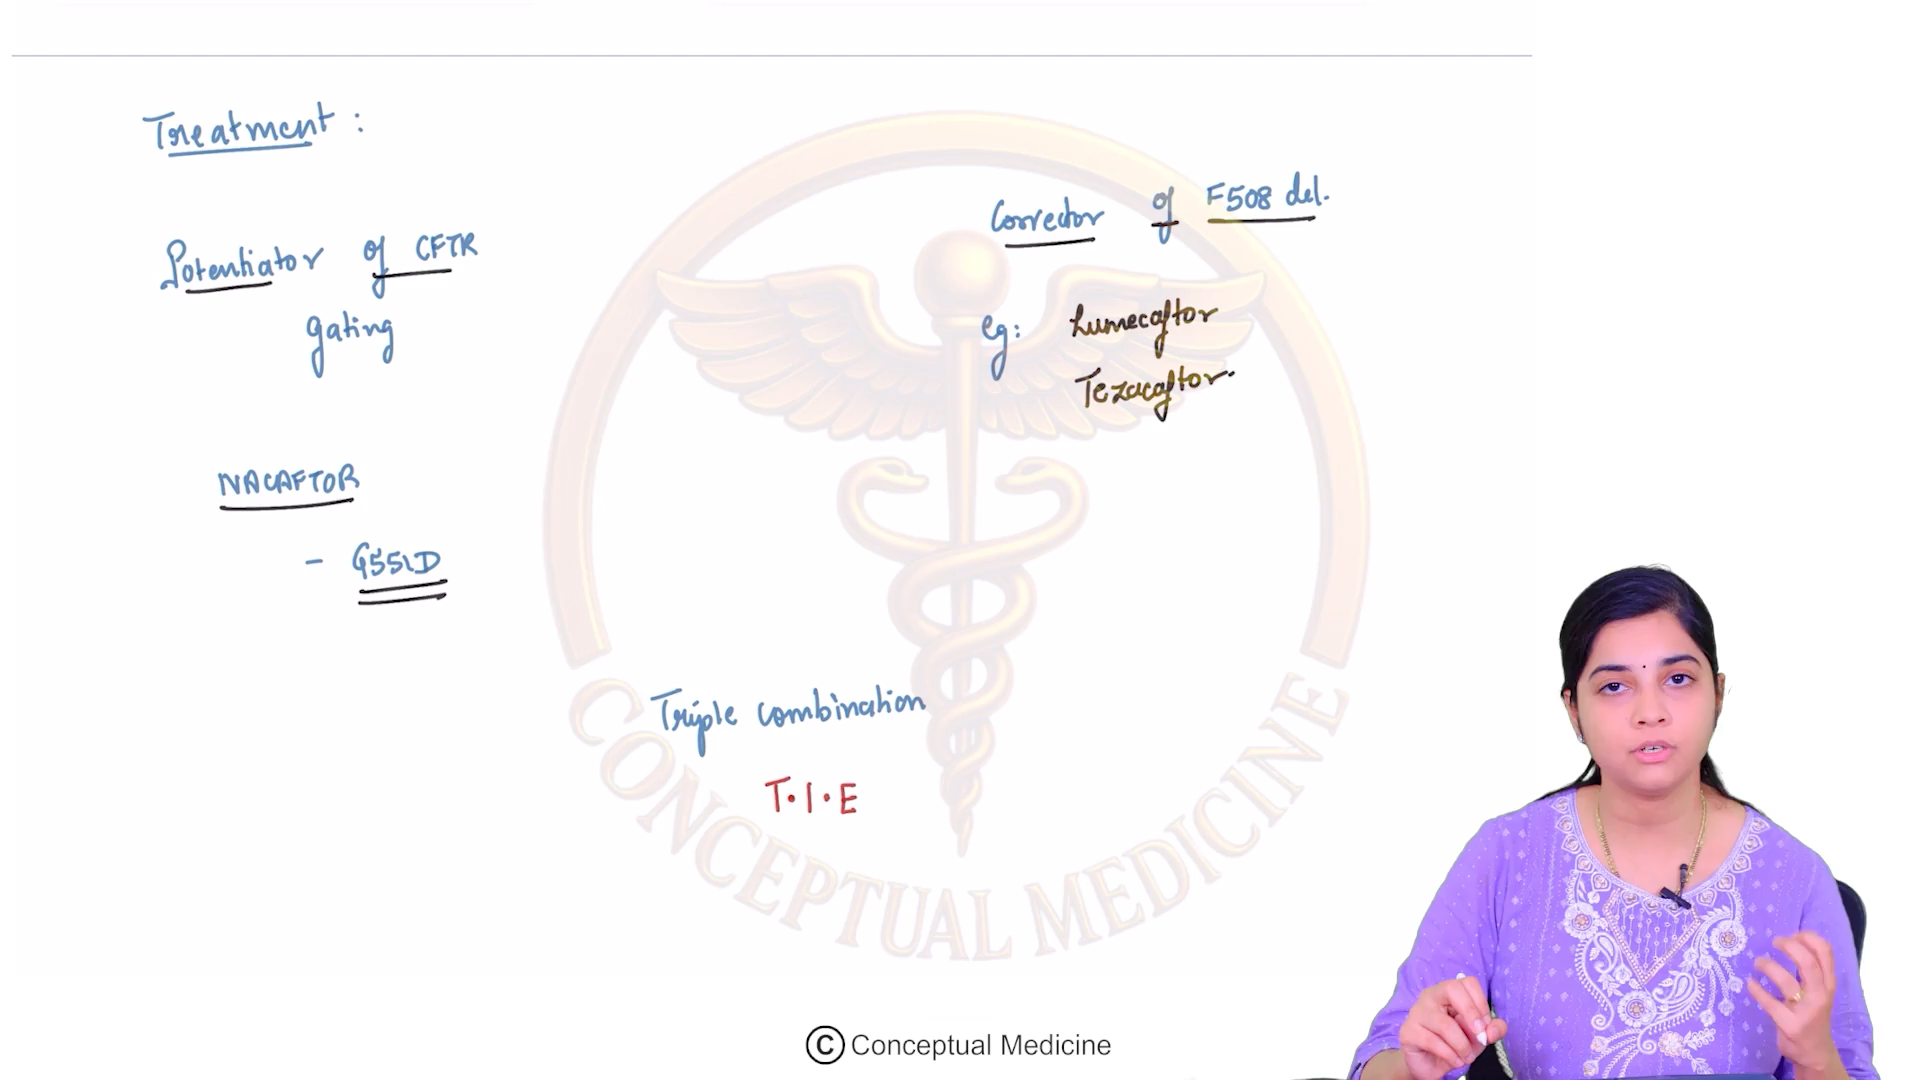 Treatment :
Potentiator of CFTR
gating
IVACAFTOR
- G551D
Corrector of F508 del.
eg: Lumecaftor
Tezacaftor.
Triple combination
T.I.E
CONCEPTUAL MEDICINE
© Conceptual Medicine